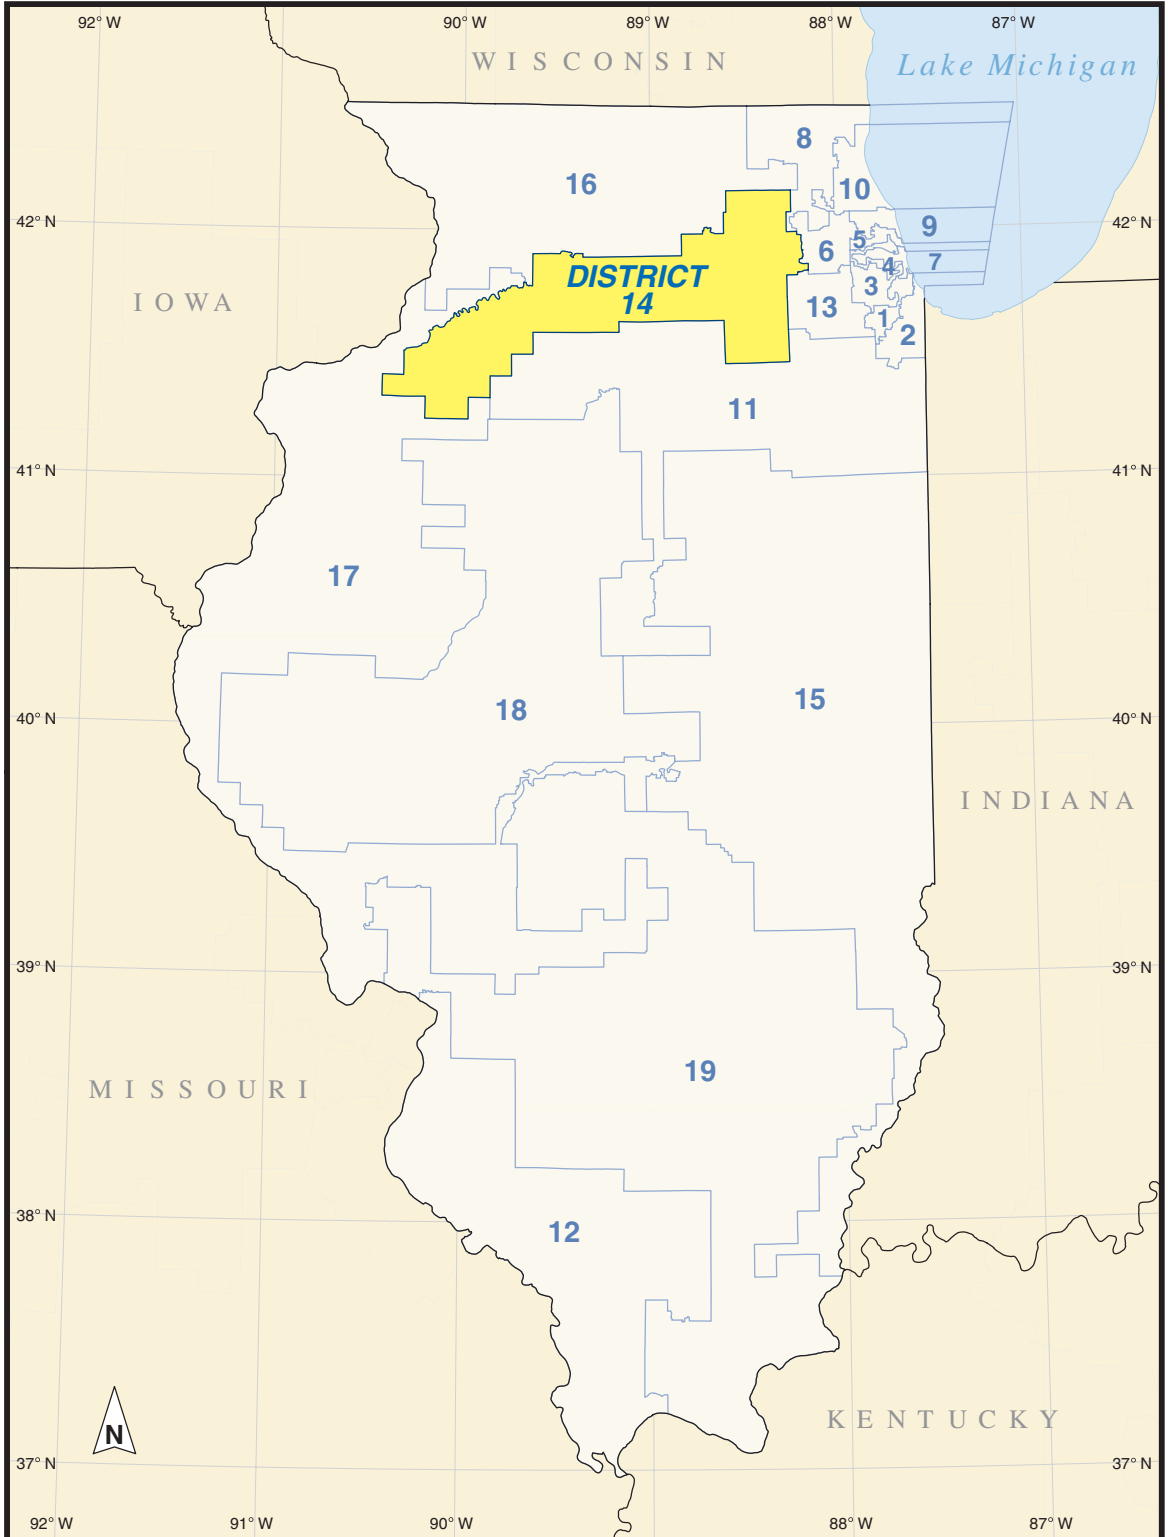 92° W 90° W 89° W 88° W 87° W
WISCONSIN
Lake Michigan
8
16
10
42° N 42° N
9
5
6
7
4
DISTRICT
14
3
IOWA
13
1
2
11
41° N 41° N
17
18
15
40° N 40° N
INDIANA
39° N 39° N
19
MISSOURI
38° N 38° N
12
KENTUCKY
N
37° N 37° N
92° W 91° W 90° W 88° W 87° W